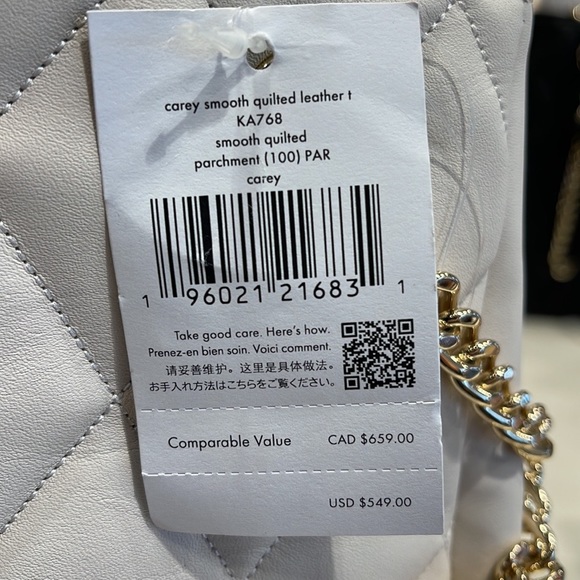 carey smooth quilted leather t
KA768
smooth quilted
parchment (100) PAR
carey
1 96021 21683 1
Take good care. Here's how.
Prenez-en bien soin. Voici comment.
请妥善维护。这里是具体做法。
お手入れ方法はこちらをご覧ください。
Comparable Value CAD $659.00
USD $549.00